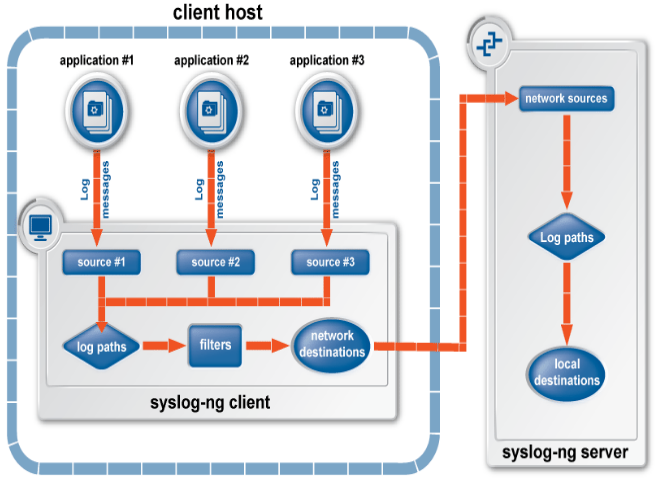 client host
application #1
application #2
application #3
Log
messages
Log
messages
Log
messages
source #1
source #2
source #3
log paths
filters
network
destinations
syslog-ng client
network sources
Log paths
local
destinations
syslog-ng server